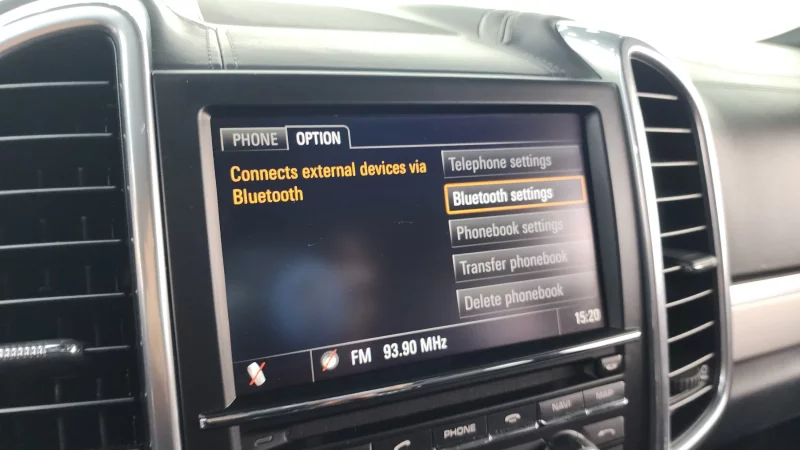 PHONE OPTION
Connects external devices via
Bluetooth
Telephone settings
Bluetooth settings
Phonebook settings
Transfer phonebook
Delete phonebook
FM 93.90 MHz
15:20
PHONE
NAVI
MAP